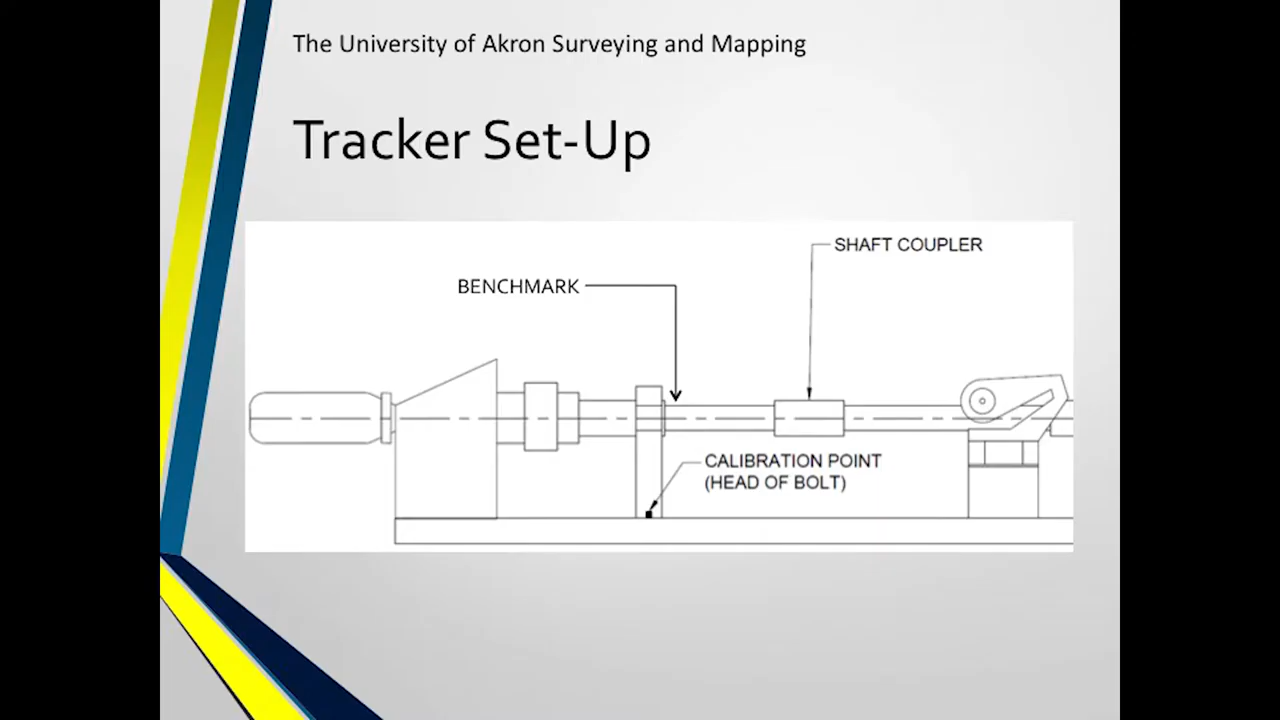 The University of Akron Surveying and Mapping
Tracker Set-Up
SHAFT COUPLER
BENCHMARK
CALIBRATION POINT
(HEAD OF BOLT)